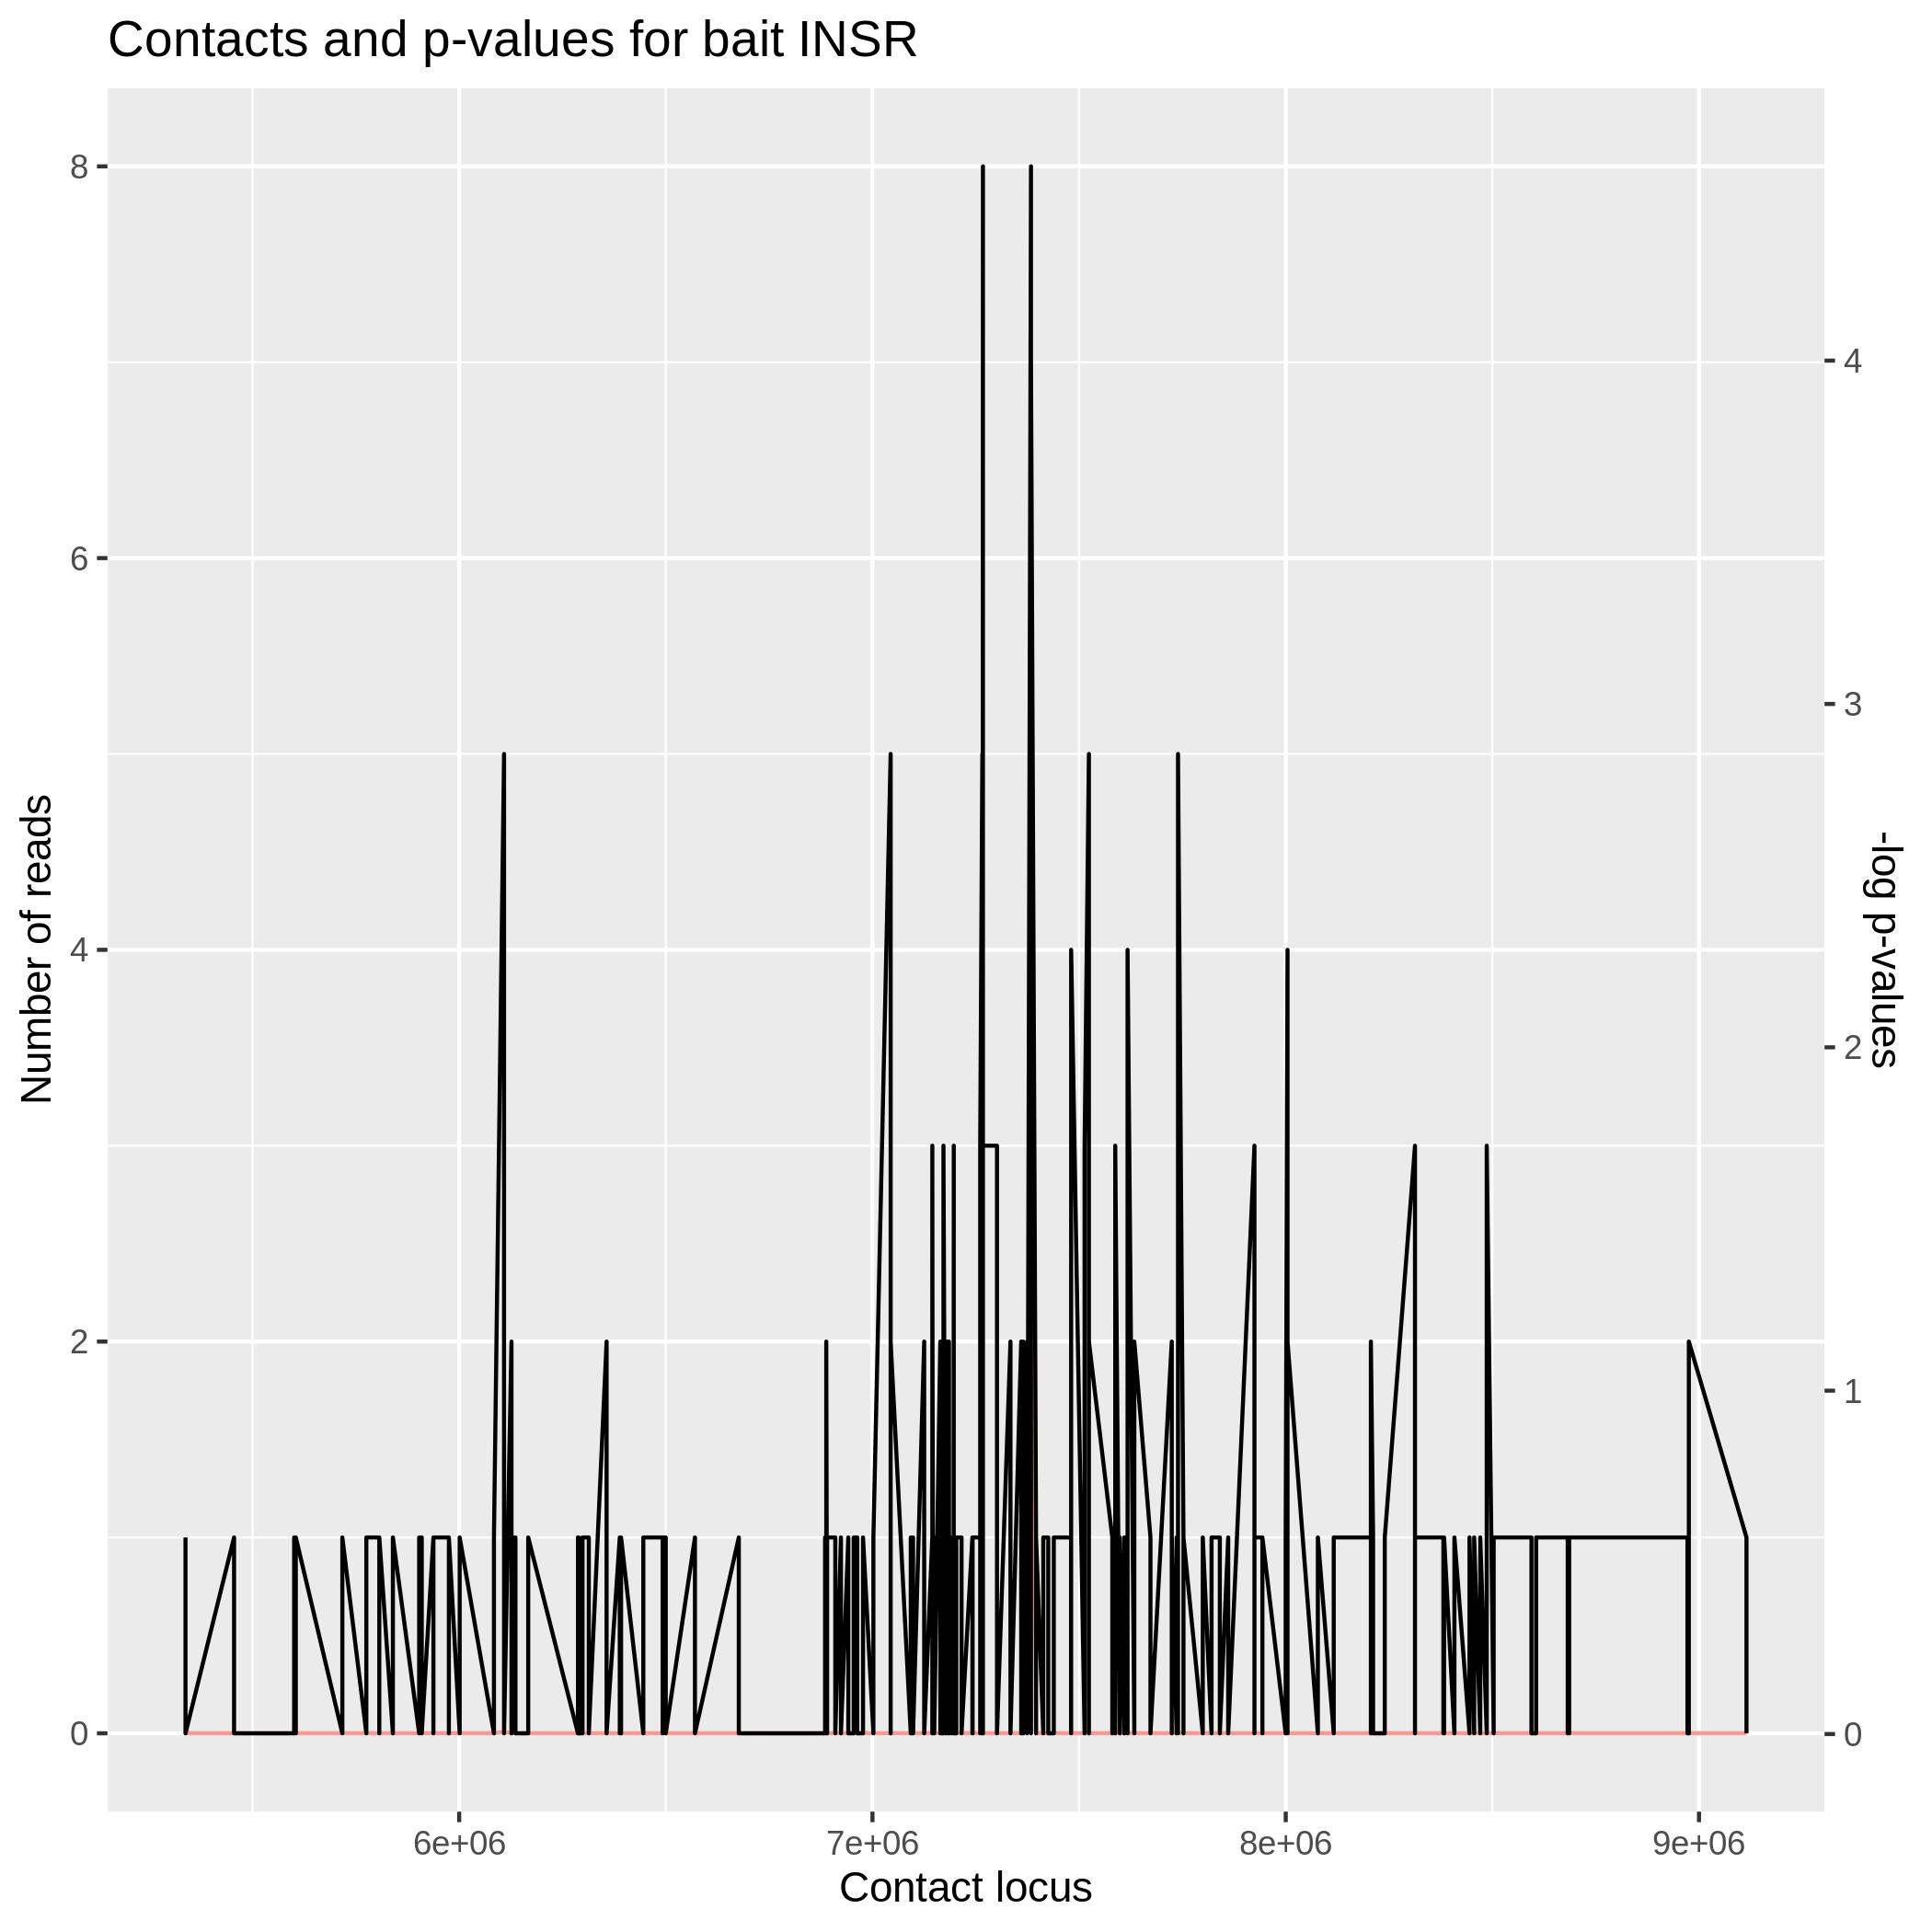 Contacts and p-values for bait INSR
8
6
4
2
0
Number of reads
4
3
2
1
0
-log p-values
6e+06 7e+06 8e+06 9e+06
Contact locus